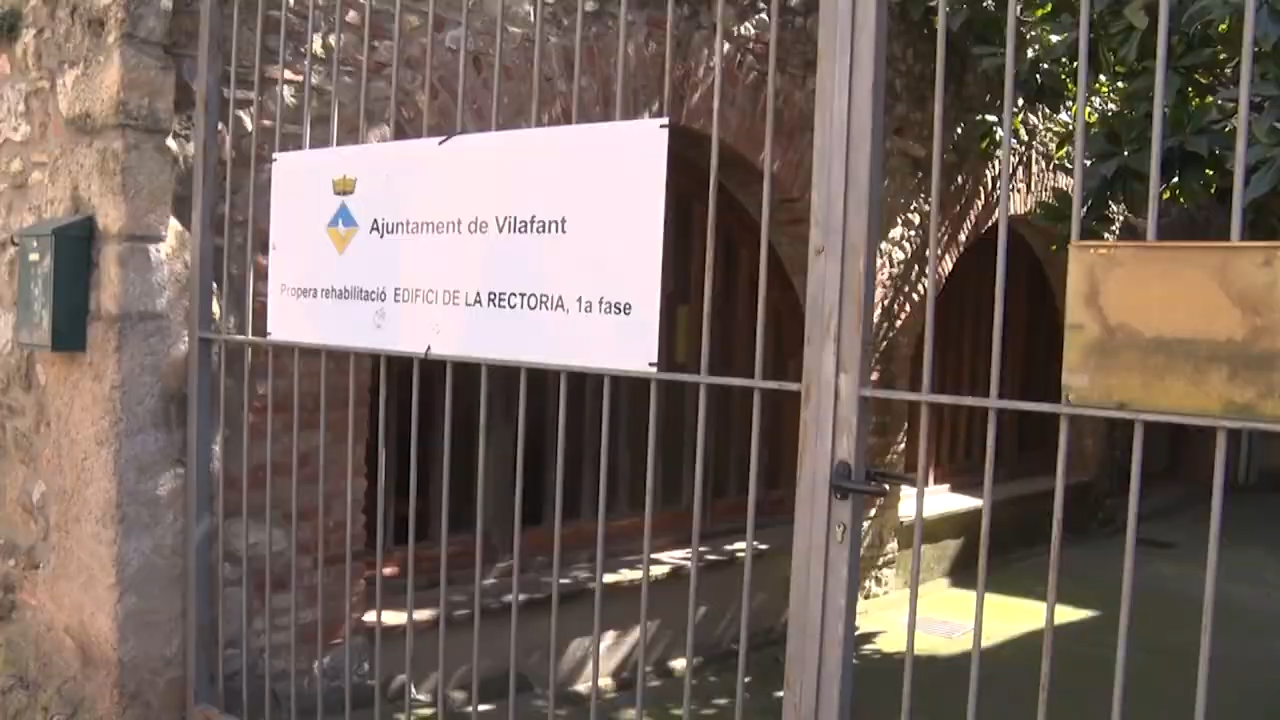 Ajuntament de Vilafant
Propera rehabilitació EDIFICI DE LA RECTORIA, 1a fase